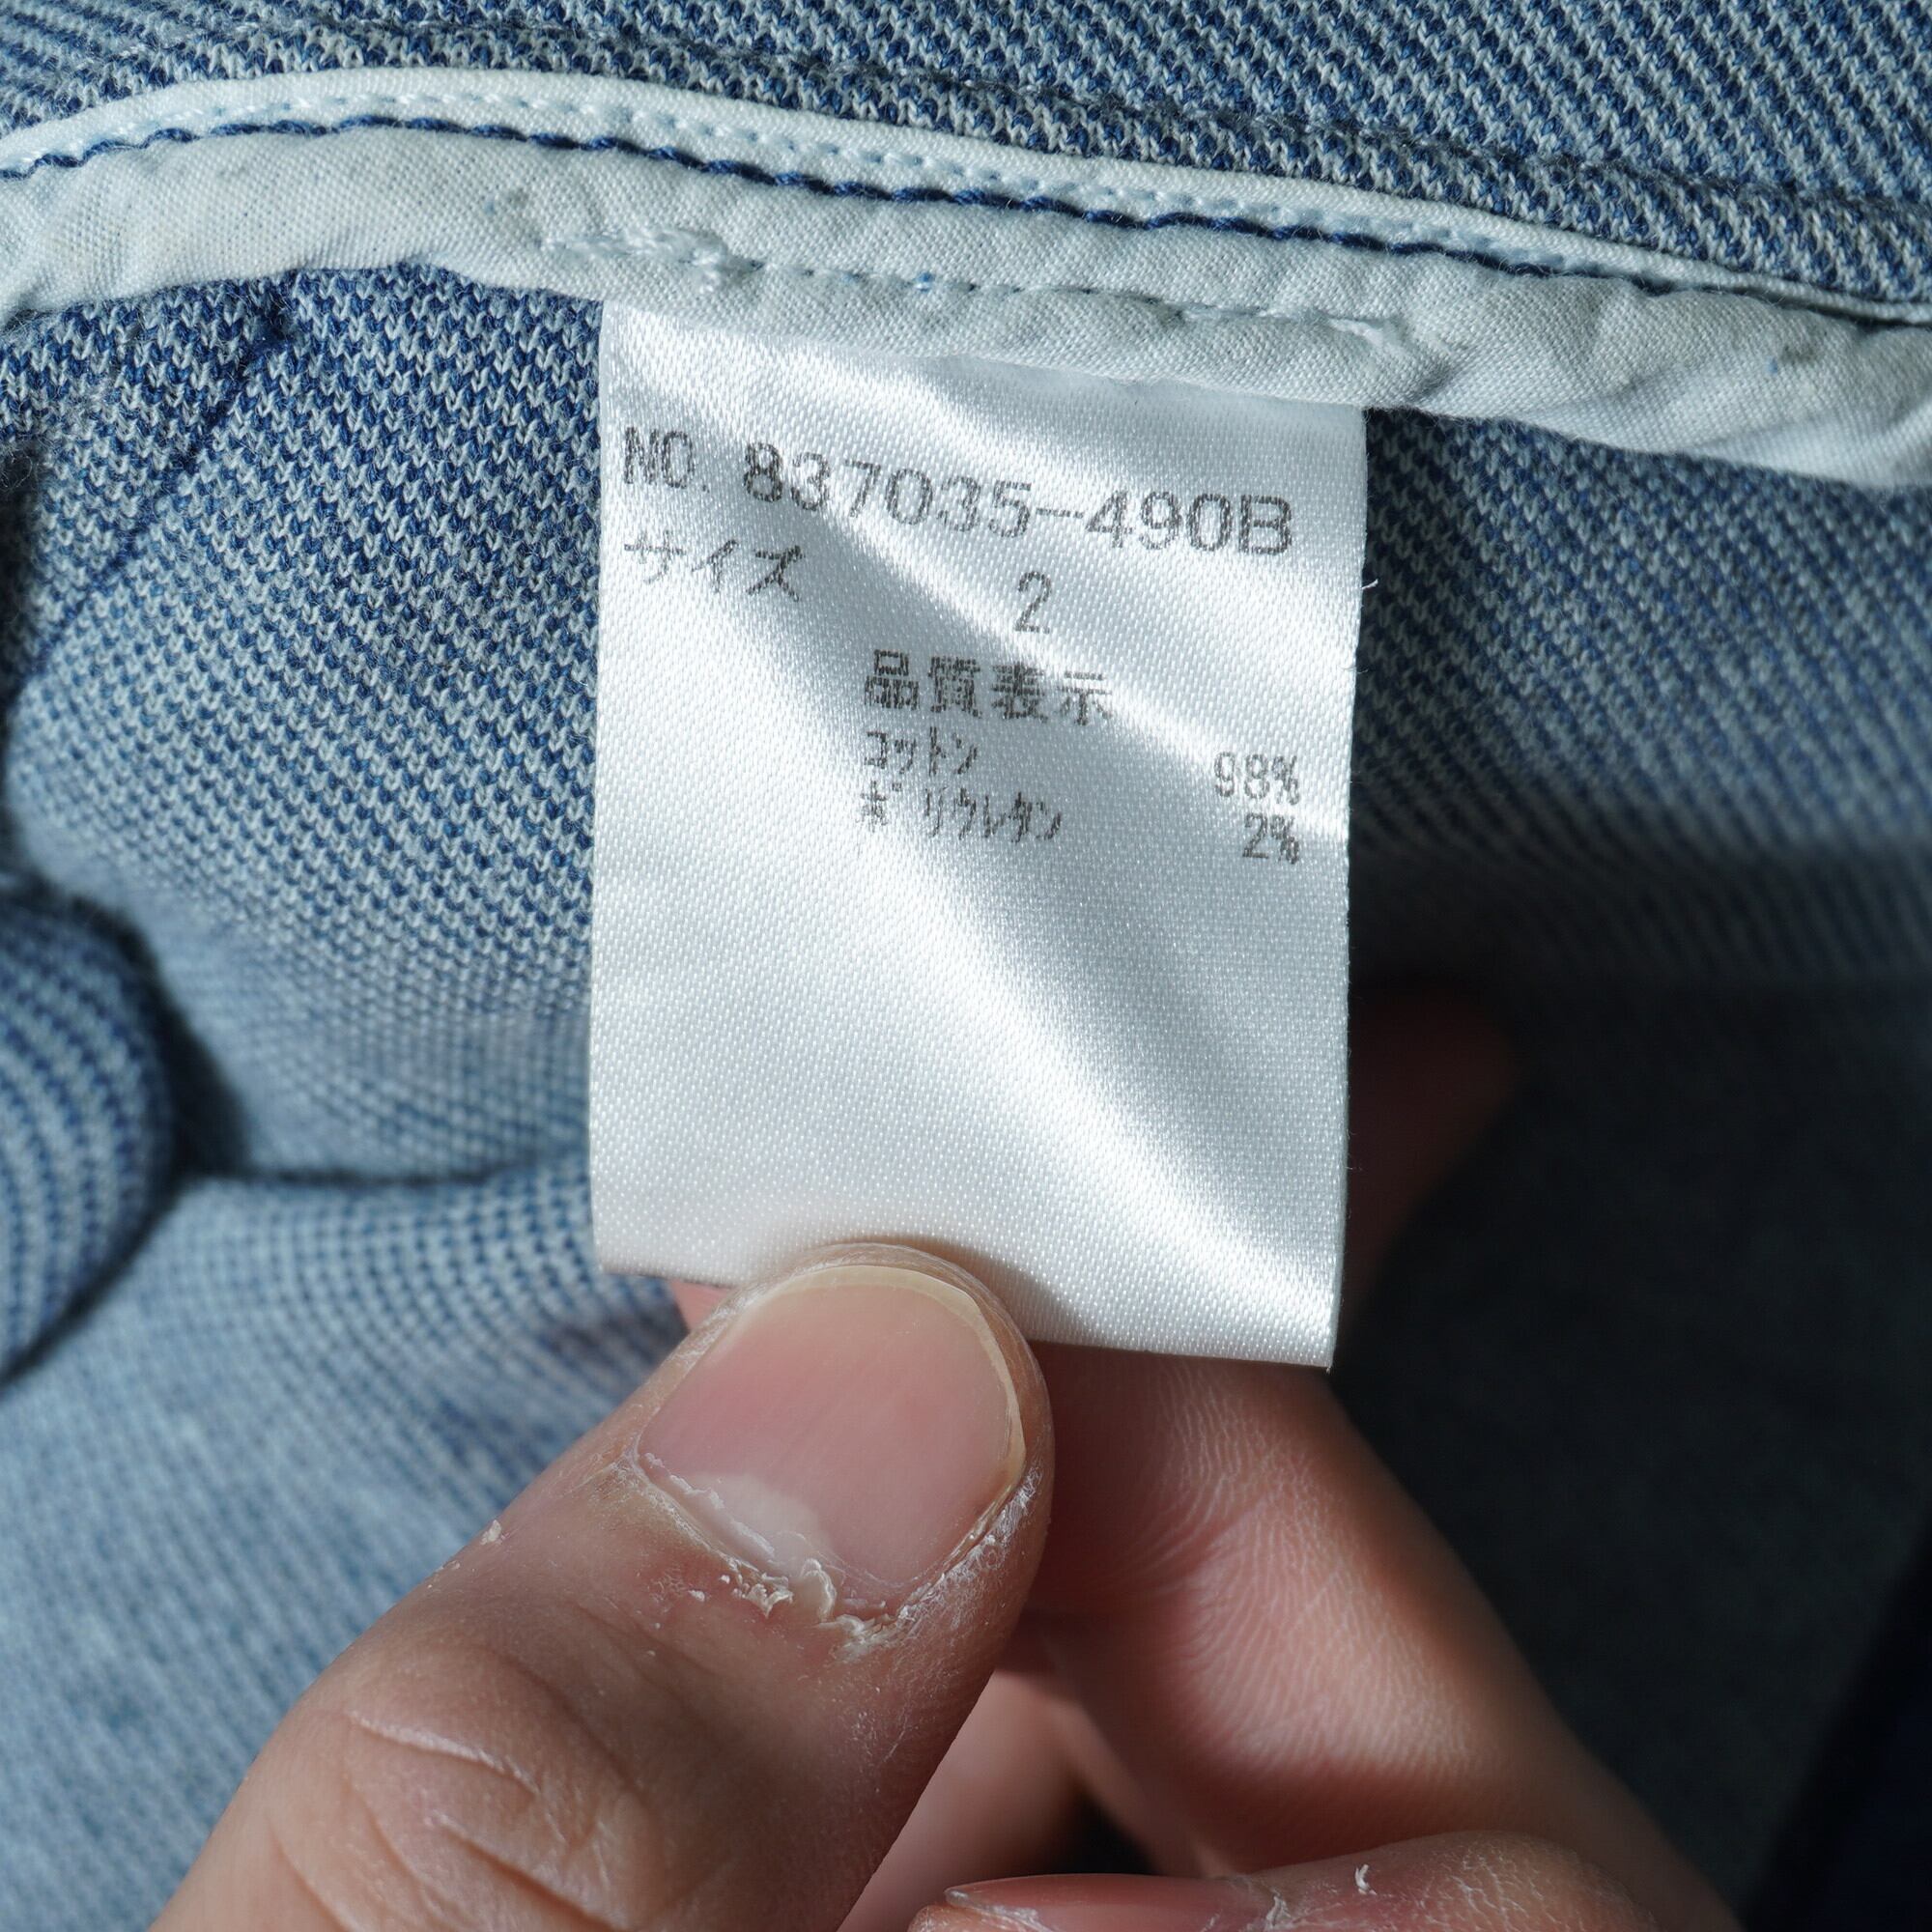 NO. 837035-490B
サイズ 2
品質表示
コットン 98%
ポリウレタン 2%